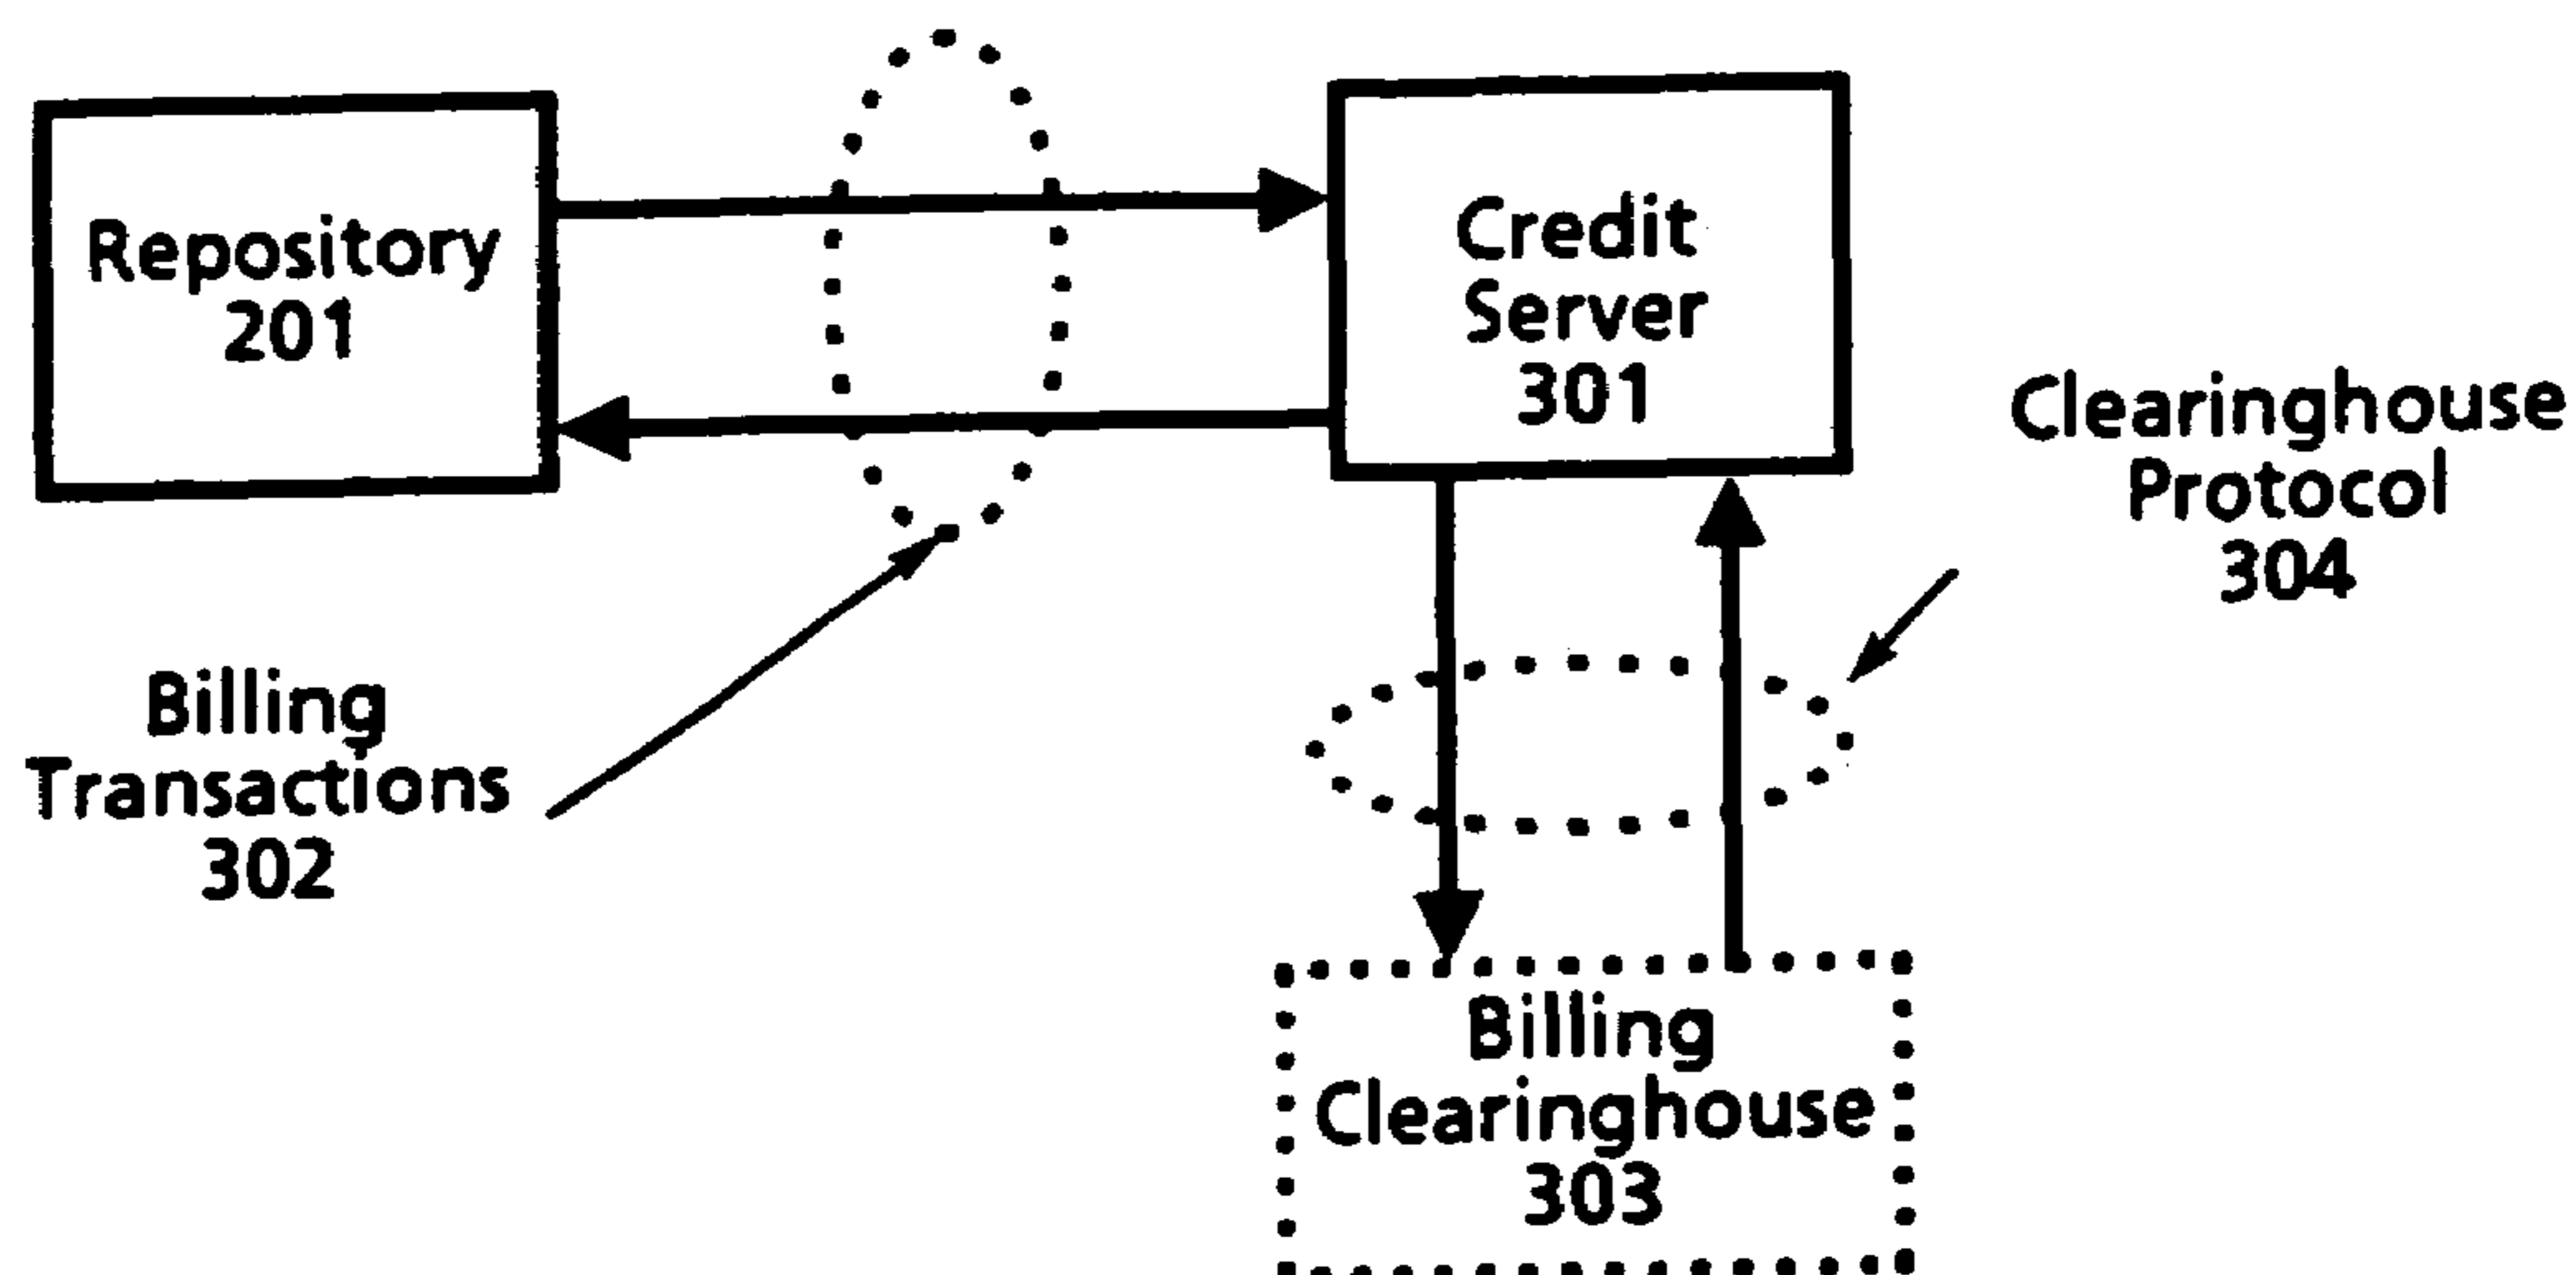 Repository
201
Credit
Server
301
Clearinghouse
Protocol
304
Billing
Transactions
302
Billing
Clearinghouse
303